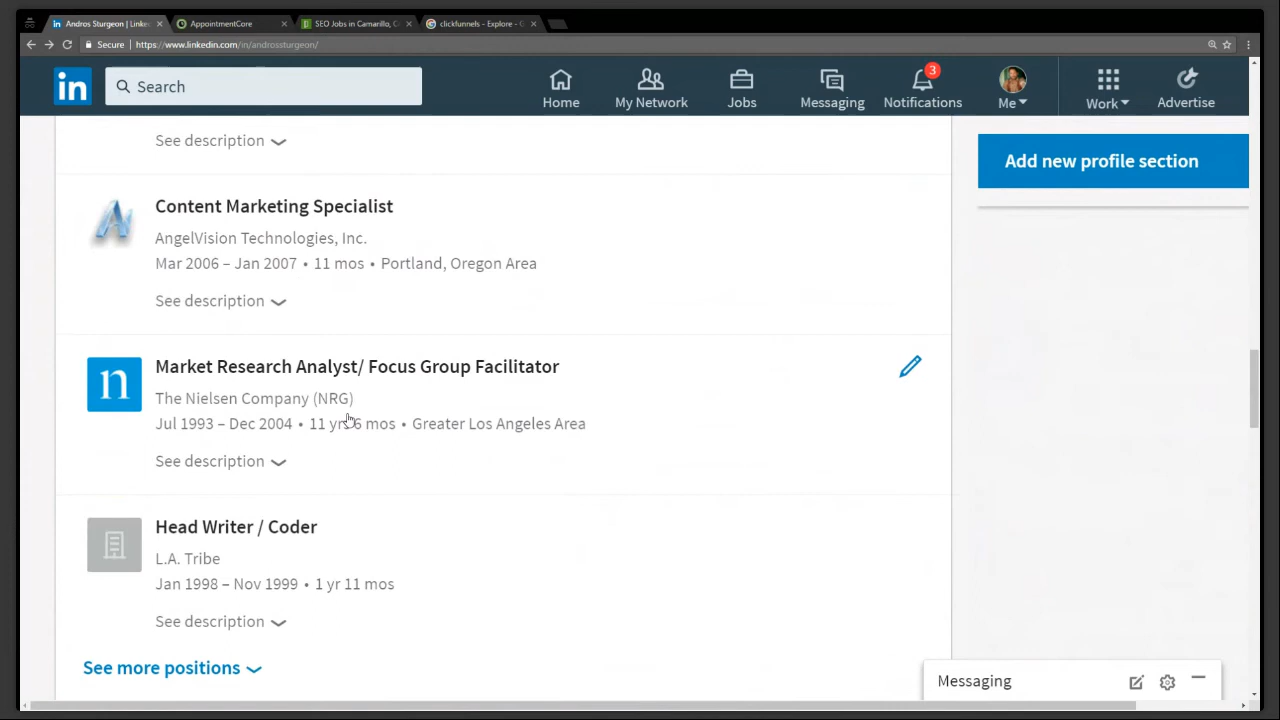 Andros Sturgeon | Linke
AppointmentCore
SEO Jobs in Camarillo, C
clickfunnels - Explore - G
Secure
https://www.linkedin.com/in/androssturgeon/
in
Search
Home
My Network
Jobs
Messaging
3
Notifications
Me
Work
Advertise
See description
Add new profile section
Content Marketing Specialist
AngelVision Technologies, Inc.
Mar 2006 – Jan 2007 • 11 mos • Portland, Oregon Area
See description
n
Market Research Analyst/ Focus Group Facilitator
The Nielsen Company (NRG)
Jul 1993 – Dec 2004 • 11 yrs 6 mos • Greater Los Angeles Area
See description
Head Writer / Coder
L.A. Tribe
Jan 1998 – Nov 1999 • 1 yr 11 mos
See description
See more positions
Messaging